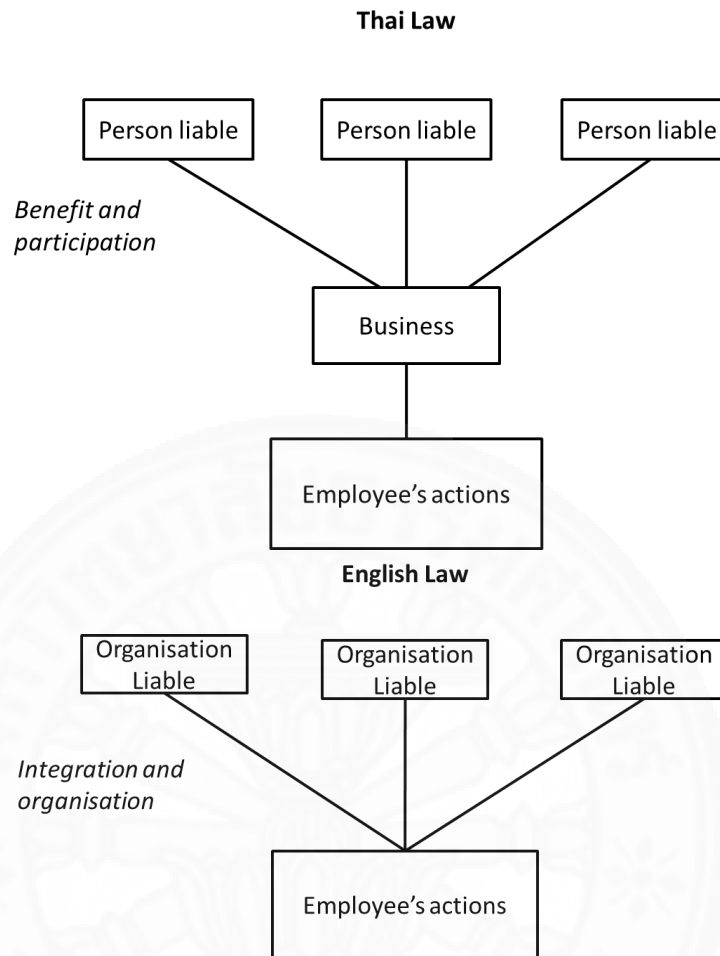 Thai Law
Person liable
Person liable
Person liable
Benefit and
participation
Business
Employee's actions
English Law
Organisation
Liable
Organisation
Liable
Organisation
Liable
Integration and
organisation
Employee's actions